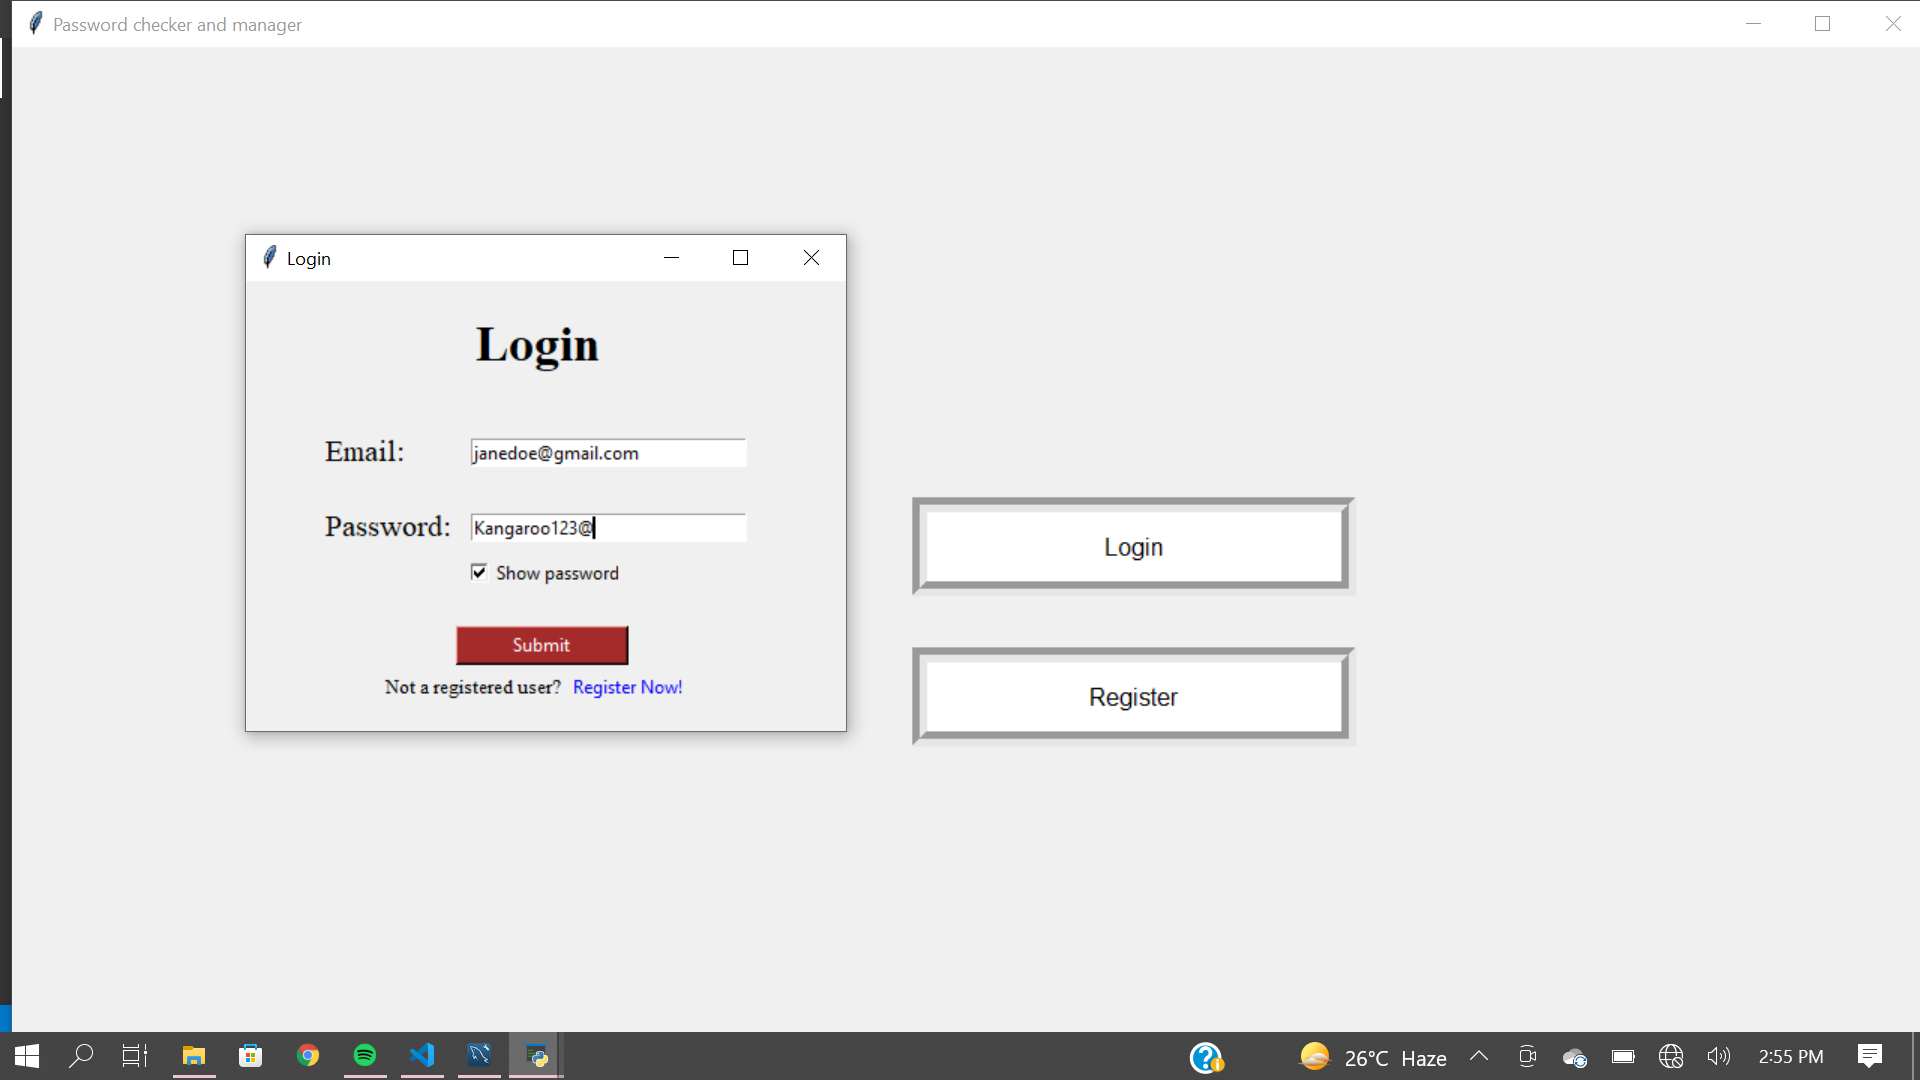 Password checker and manager
Login
Login
Email: janedoe@gmail.com
Password: Kangaroo123@
Show password
Submit
Not a registered user? Register Now!
Login
Register
26°C Haze
2:55 PM